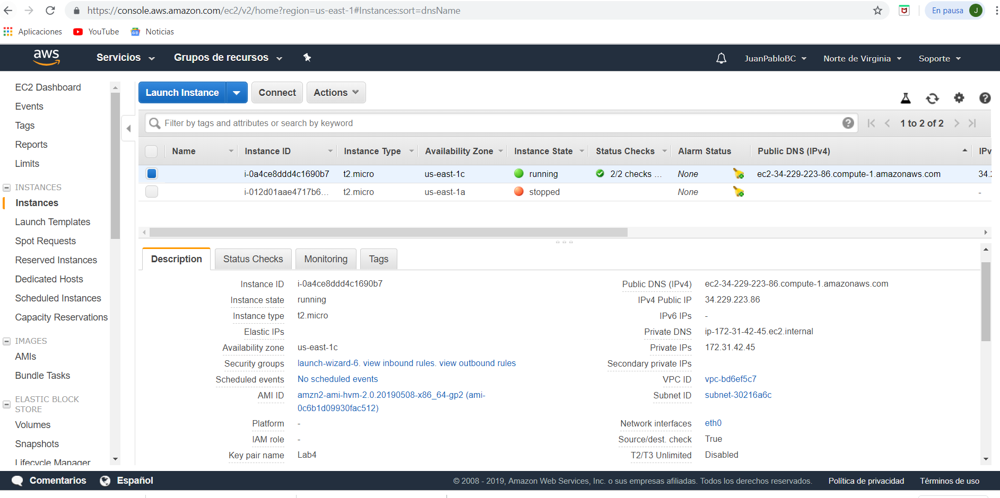 https://console.aws.amazon.com/ec2/v2/home?region=us-east-1#Instances:sort=dnsName
En pausa J
Aplicaciones YouTube Noticias
aws Servicios Grupos de recursos JuanPabloBC Norte de Virginia Soporte
EC2 Dashboard
Events
Tags
Reports
Limits
INSTANCES
Instances
Launch Templates
Spot Requests
Reserved Instances
Dedicated Hosts
Scheduled Instances
Capacity Reservations
IMAGES
AMIs
Bundle Tasks
ELASTIC BLOCK
STORE
Volumes
Snapshots
Lifecycle Manager
Launch Instance Connect Actions
Filter by tags and attributes or search by keyword
1 to 2 of 2
Name Instance ID Instance Type Availability Zone Instance State Status Checks Alarm Status Public DNS (IPv4) IPv
i-0a4ce8ddd4c1690b7 t2.micro us-east-1c running 2/2 checks ... None ec2-34-229-223-86.compute-1.amazonaws.com 34.
i-012d01aae4717b6... t2.micro us-east-1a stopped None -
Description Status Checks Monitoring Tags
Instance ID i-0a4ce8ddd4c1690b7 Public DNS (IPv4) ec2-34-229-223-86.compute-1.amazonaws.com
Instance state running IPv4 Public IP 34.229.223.86
Instance type t2.micro IPv6 IPs -
Elastic IPs Private DNS ip-172-31-42-45.ec2.internal
Availability zone us-east-1c Private IPs 172.31.42.45
Security groups launch-wizard-6. view inbound rules. view outbound rules Secondary private IPs
Scheduled events No scheduled events VPC ID vpc-bd6ef5c7
AMI ID amzn2-ami-hvm-2.0.20190508-x86_64-gp2 (ami- Subnet ID subnet-30216a6c
0c6b1d09930fac512)
Platform - Network interfaces eth0
IAM role - Source/dest. check True
Key pair name Lab4 T2/T3 Unlimited Disabled
Comentarios Español © 2008 - 2019, Amazon Web Services, Inc. o sus empresas afiliadas. Todos los derechos reservados. Política de privacidad Términos de uso